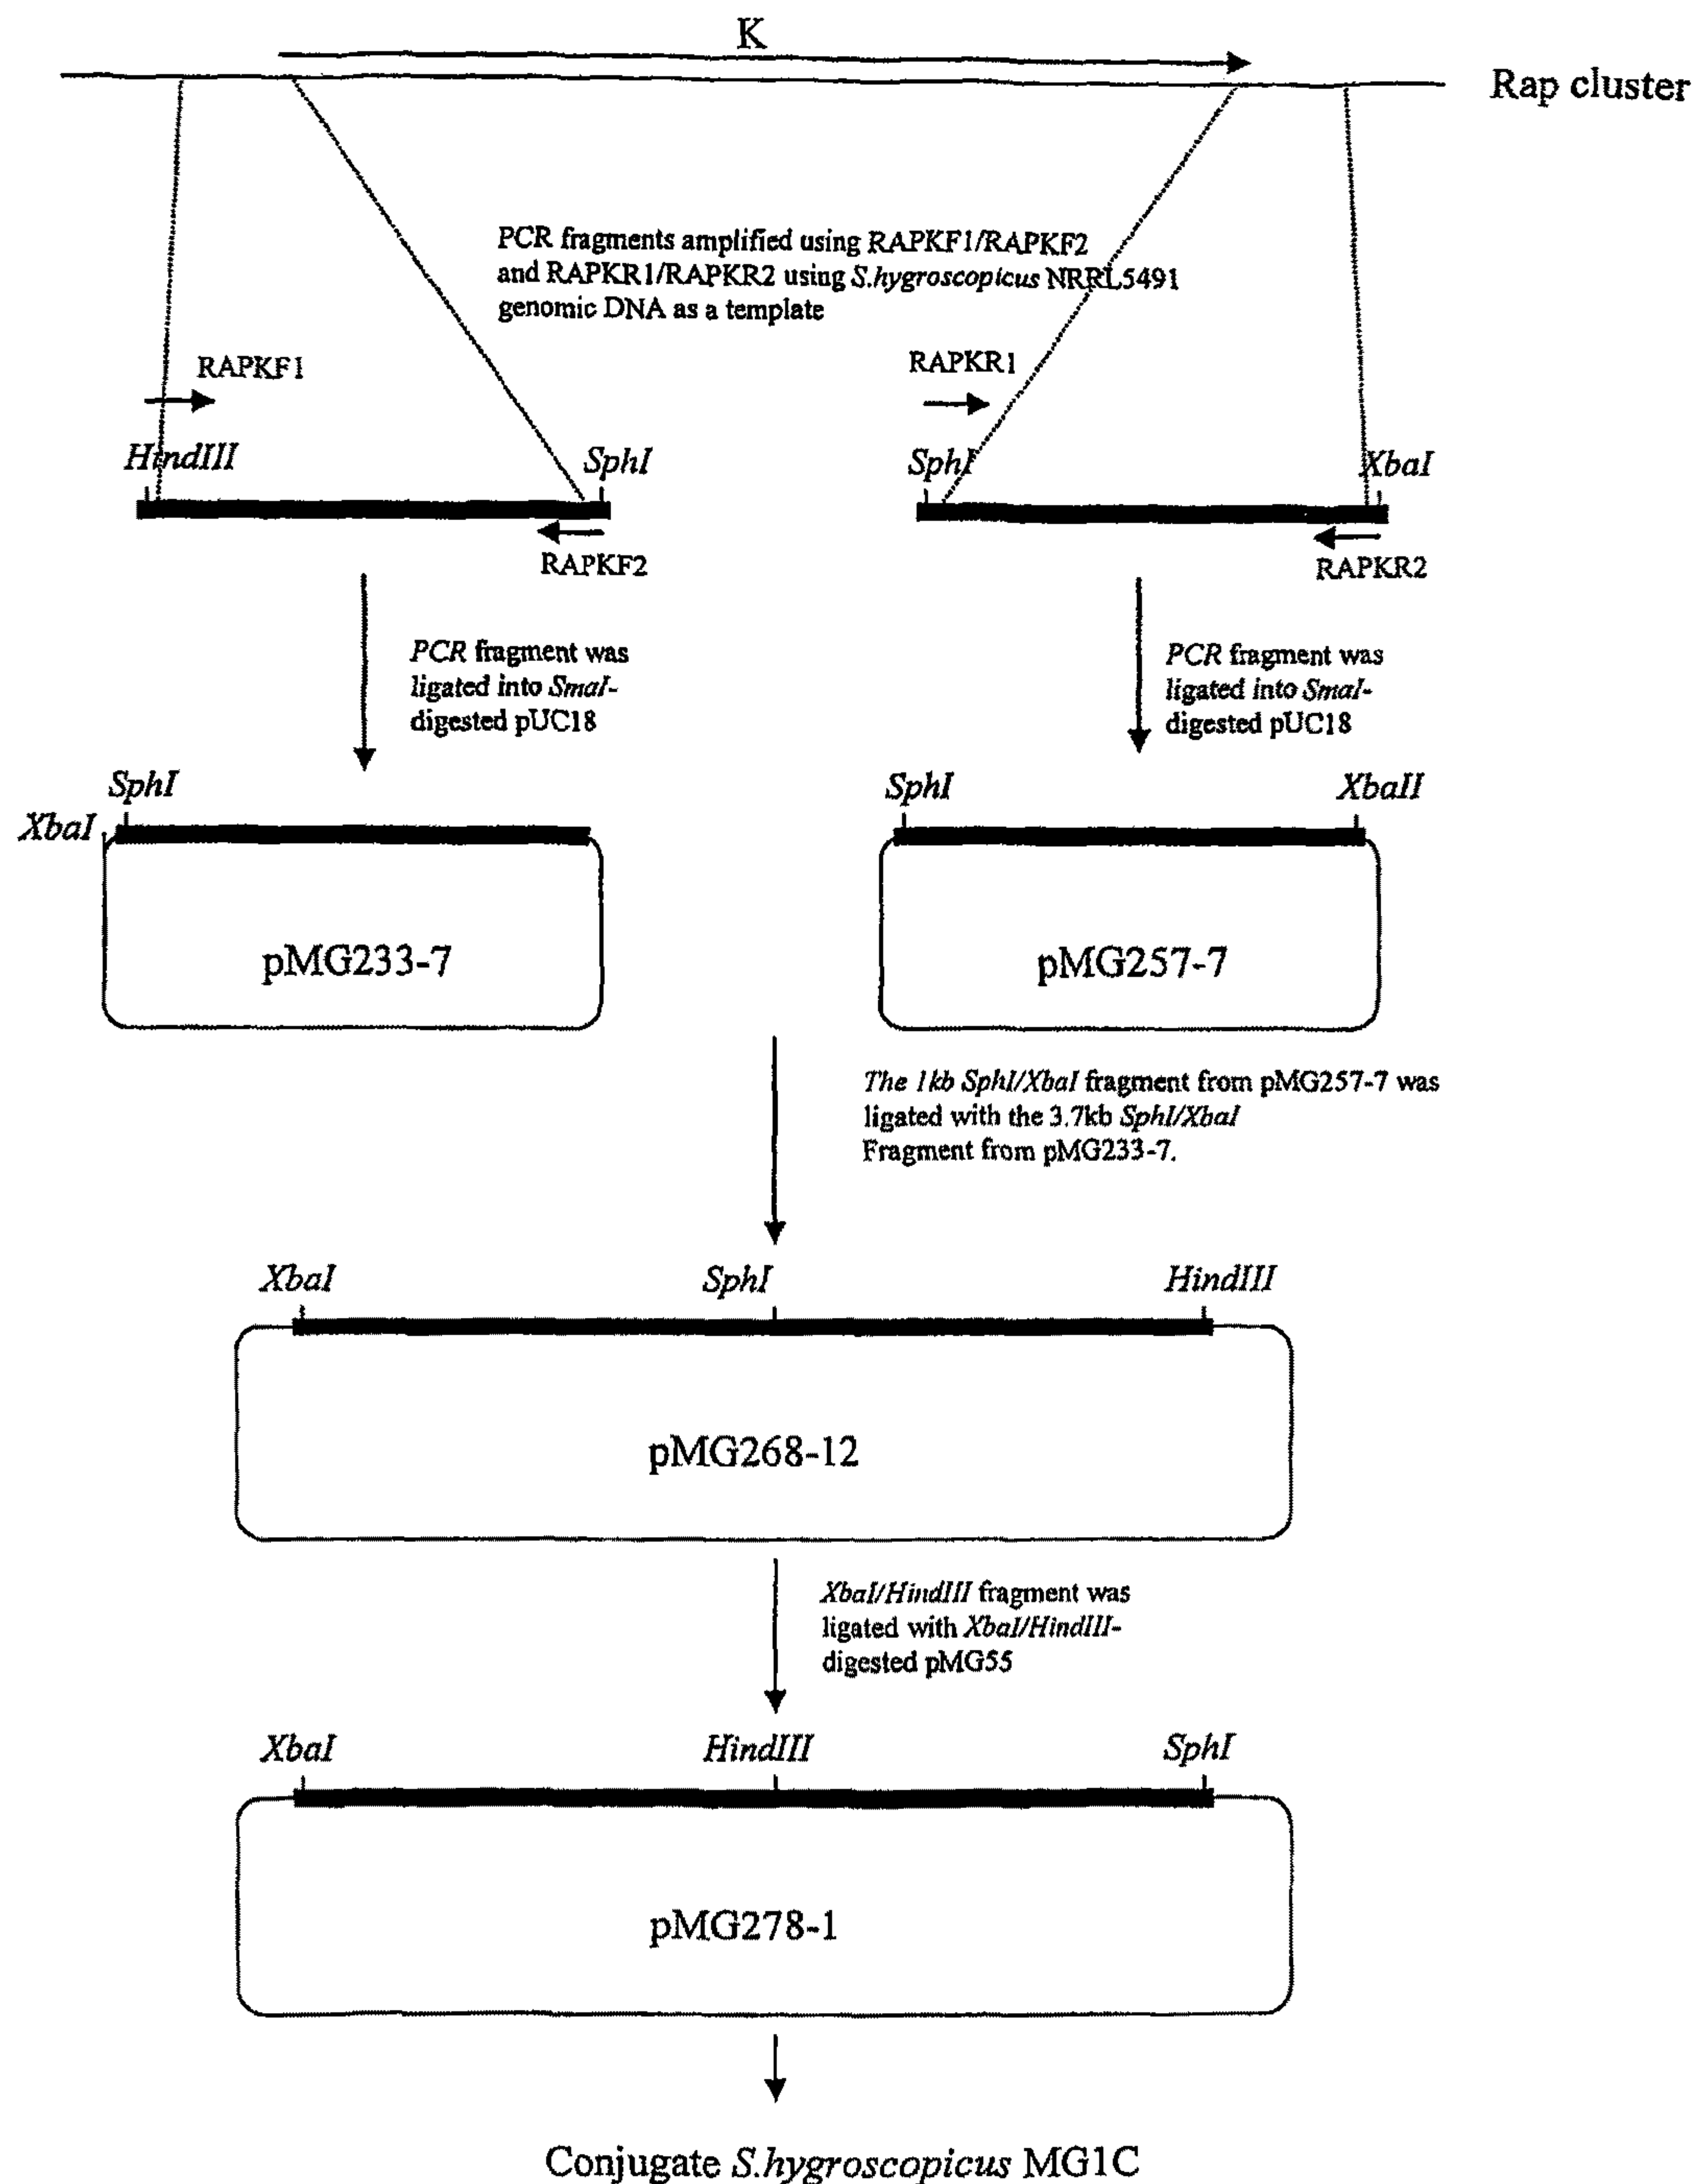 K
Rap cluster
PCR fragments amplified using RAPKF1/RAPKF2
and RAPKR1/RAPKR2 using S.hygroscopicus NRRL5491
genomic DNA as a template
RAPKF1
RAPKR1
HindIII
SphI
SphI
XbaI
RAPKF2
RAPKR2
PCR fragment was
ligated into SmaI-
digested pUC18
PCR fragment was
ligated into SmaI-
digested pUC18
SphI
XbaI
SphI
XbaII
pMG233-7
pMG257-7
The 1kb SphI/XbaI fragment from pMG257-7 was
ligated with the 3.7kb SphI/XbaI
Fragment from pMG233-7.
XbaI
SphI
HindIII
pMG268-12
XbaI/HindIII fragment was
ligated with XbaI/HindIII-
digested pMG55
XbaI
HindIII
SphI
pMG278-1
Conjugate S.hygroscopicus MG1C